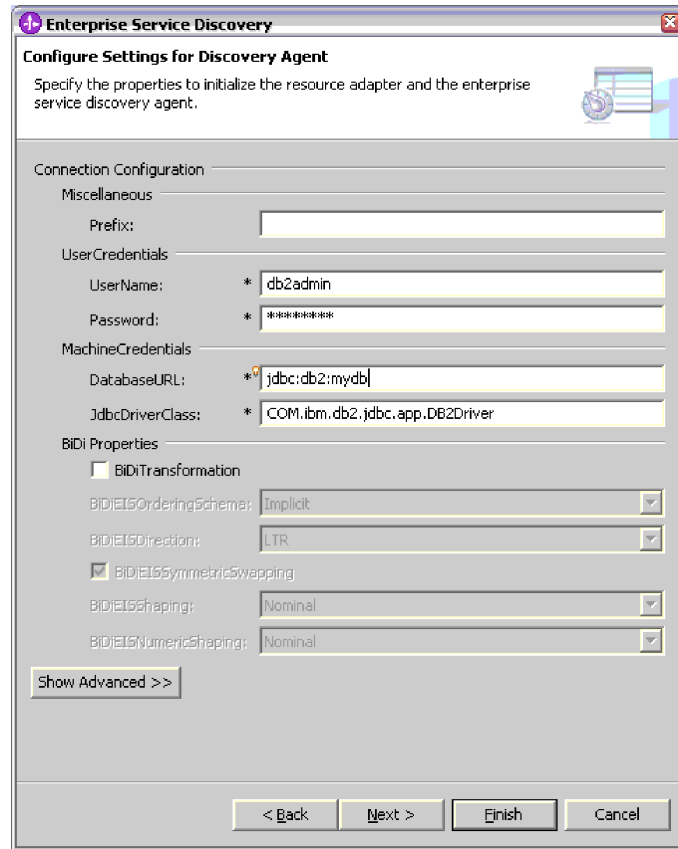 Enterprise Service Discovery
Configure Settings for Discovery Agent
Specify the properties to initialize the resource adapter and the enterprise
service discovery agent.
Connection Configuration
Miscellaneous
Prefix:
UserCredentials
UserName: * db2admin
Password: * ********
MachineCredentials
DatabaseURL: * jdbc:db2:mydb
JdbcDriverClass: * COM.ibm.db2.jdbc.app.DB2Driver
BiDi Properties
BiDiTransformation
BiDiEISOrderingSchema: Implicit
BiDiEISDirection: LTR
BiDiEISSymmetricSwapping
BiDiEISShaping: Nominal
BiDiEISNumericShaping: Nominal
Show Advanced >>
< Back Next > Finish Cancel